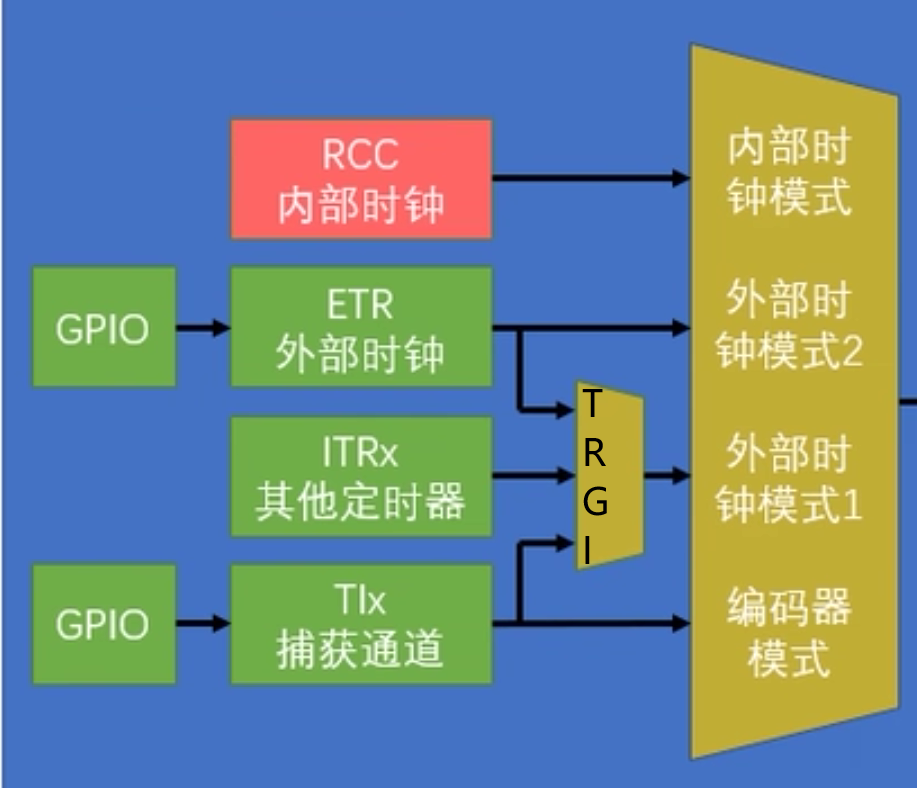 RCC
内部时钟
GPIO
ETR
外部时钟
ITRx
其他定时器
GPIO
TIx
捕获通道
T
R
G
I
内部时
钟模式
外部时
钟模式2
外部时
钟模式1
编码器
模式